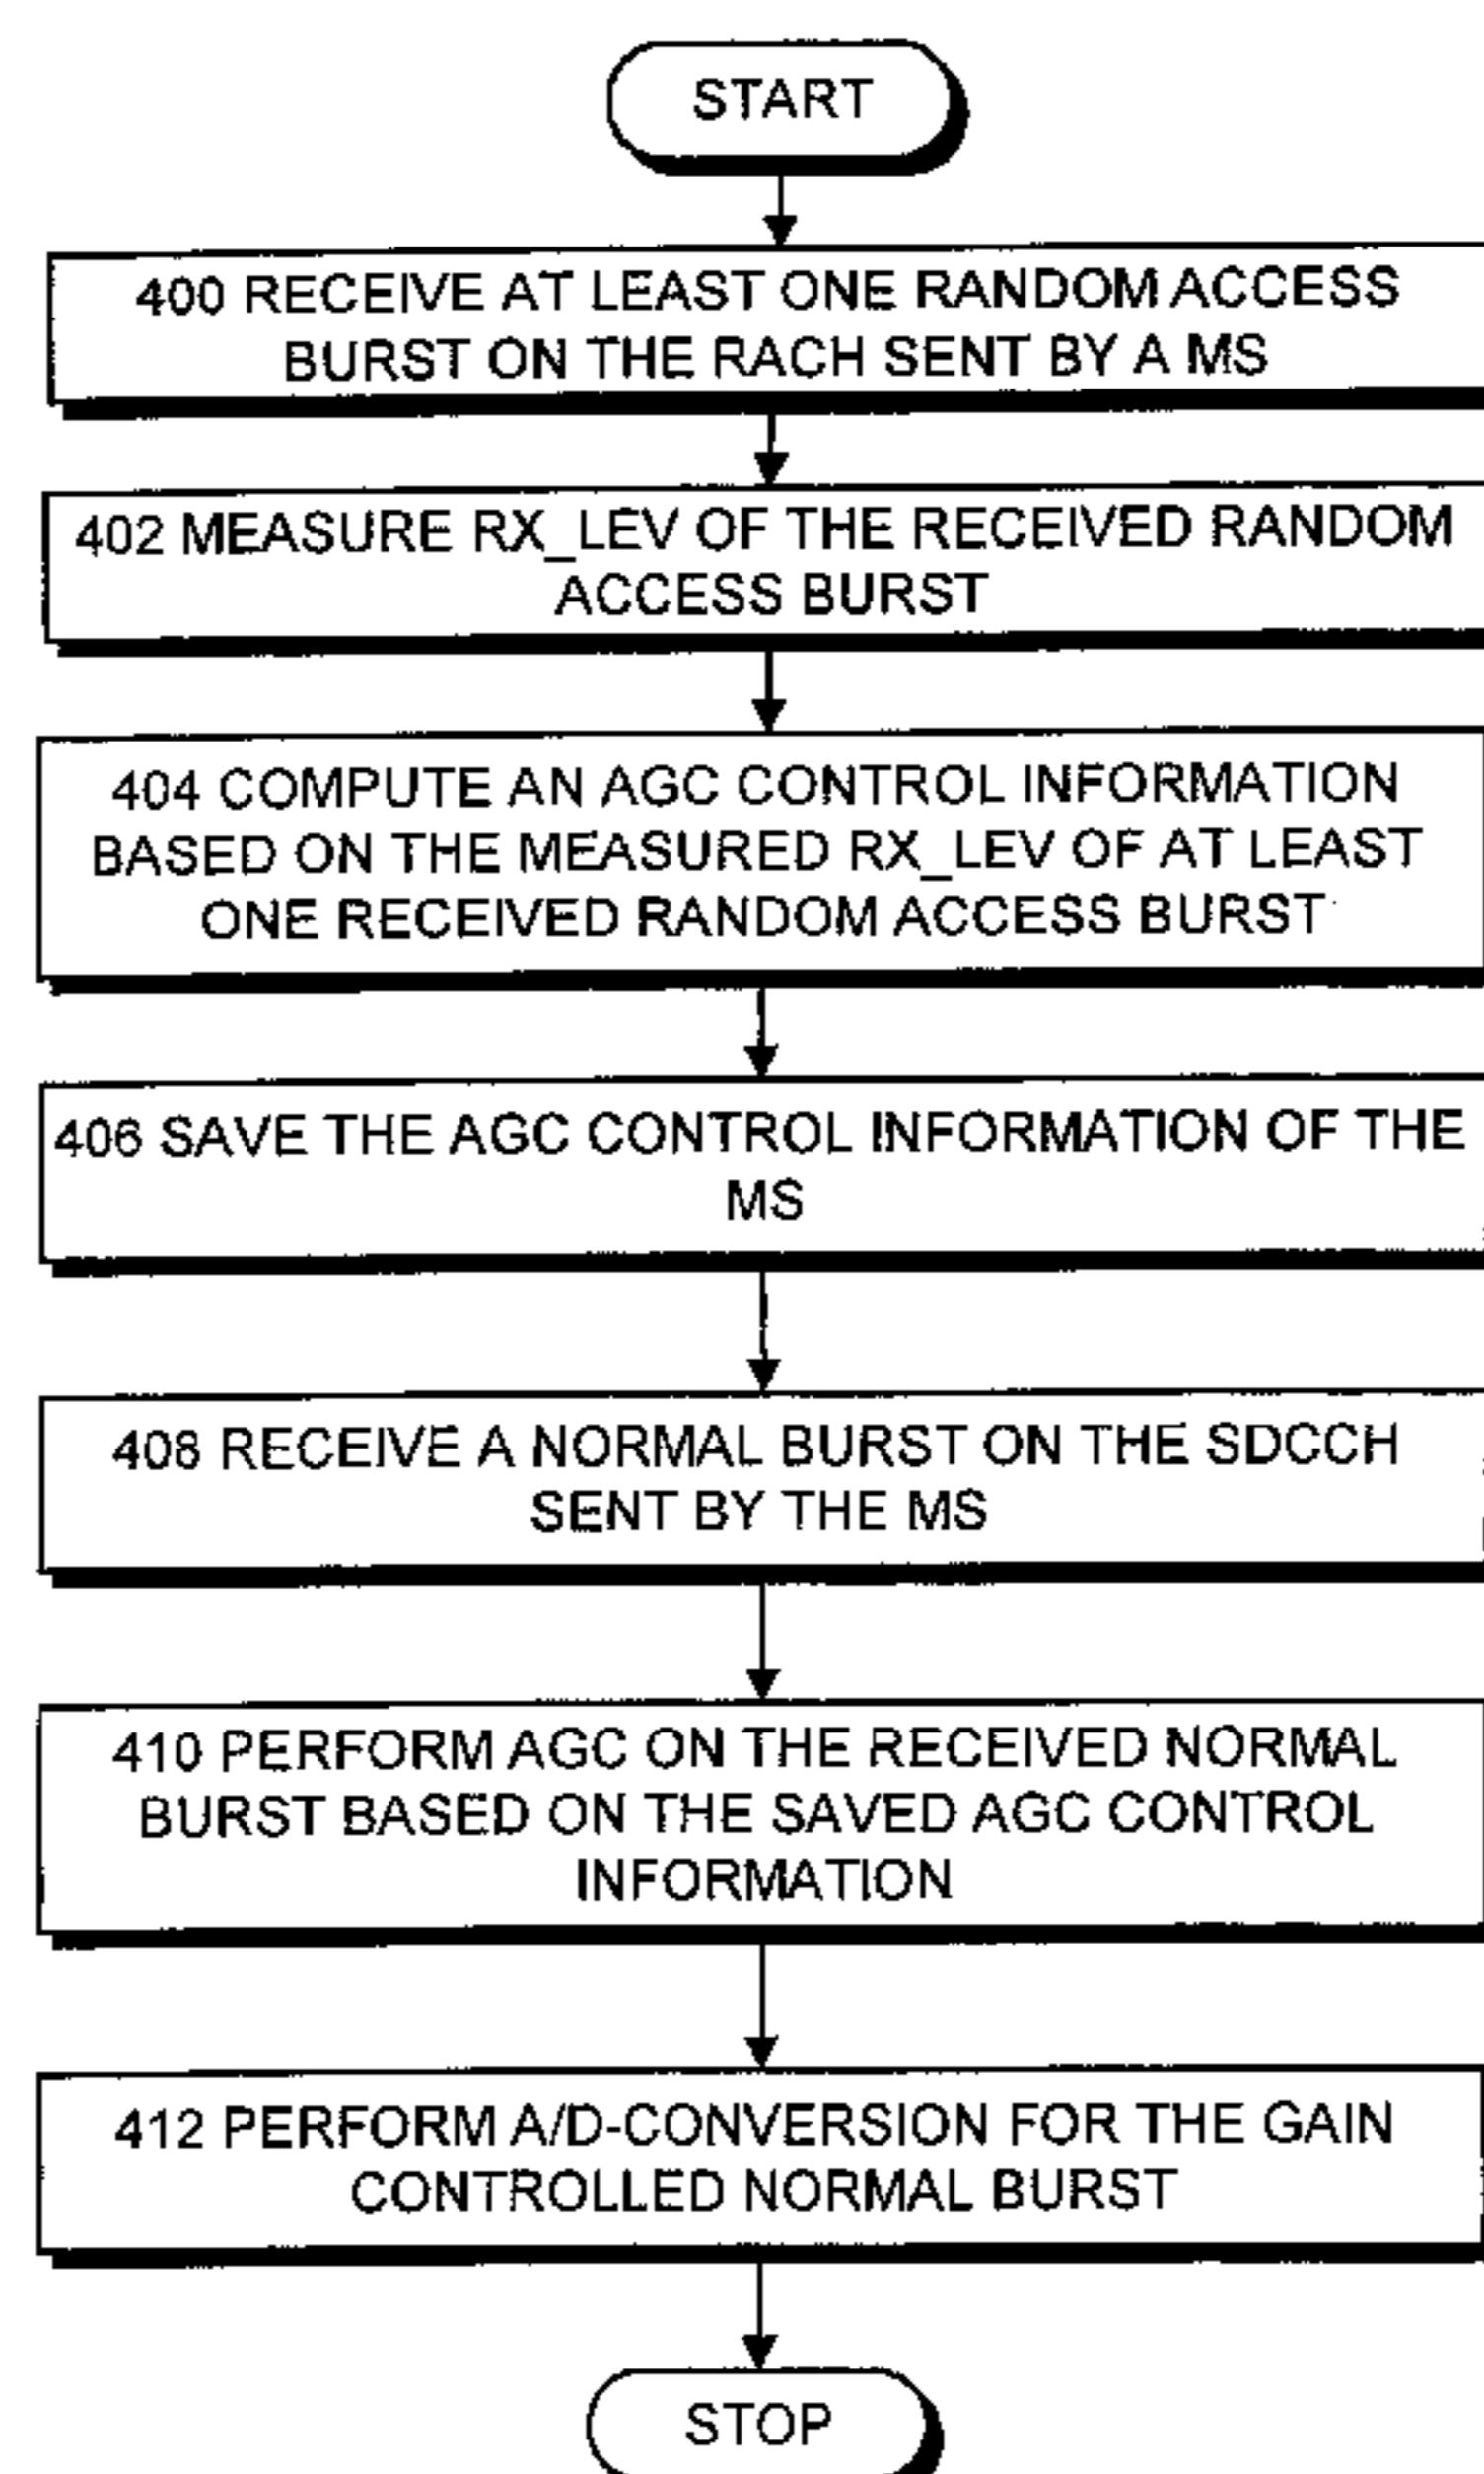 START
400 RECEIVE AT LEAST ONE RANDOM ACCESS
BURST ON THE RACH SENT BY A MS
402 MEASURE RX_LEV OF THE RECEIVED RANDOM
ACCESS BURST
404 COMPUTE AN AGC CONTROL INFORMATION
BASED ON THE MEASURED RX_LEV OF AT LEAST
ONE RECEIVED RANDOM ACCESS BURST
406 SAVE THE AGC CONTROL INFORMATION OF THE
MS
408 RECEIVE A NORMAL BURST ON THE SDCCH
SENT BY THE MS
410 PERFORM AGC ON THE RECEIVED NORMAL
BURST BASED ON THE SAVED AGC CONTROL
INFORMATION
412 PERFORM A/D-CONVERSION FOR THE GAIN
CONTROLLED NORMAL BURST
STOP